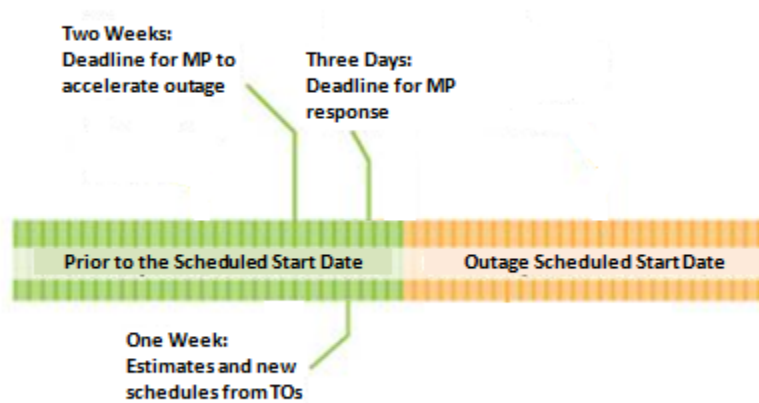 Two Weeks:
Deadline for MP to
accelerate outage
Three Days:
Deadline for MP
response
Prior to the Scheduled Start Date
Outage Scheduled Start Date
One Week:
Estimates and new
schedules from TOs